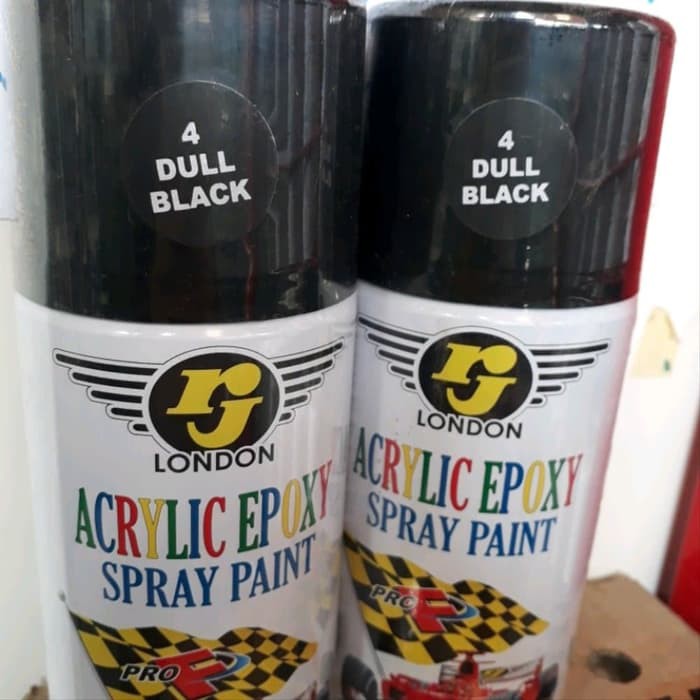 4
DULL
BLACK
rj
LONDON
ACRYLIC EPOXY
SPRAY PAINT
PRO F
4
DULL
BLACK
rj
LONDON
ACRYLIC EPOXY
SPRAY PAINT
PRO F